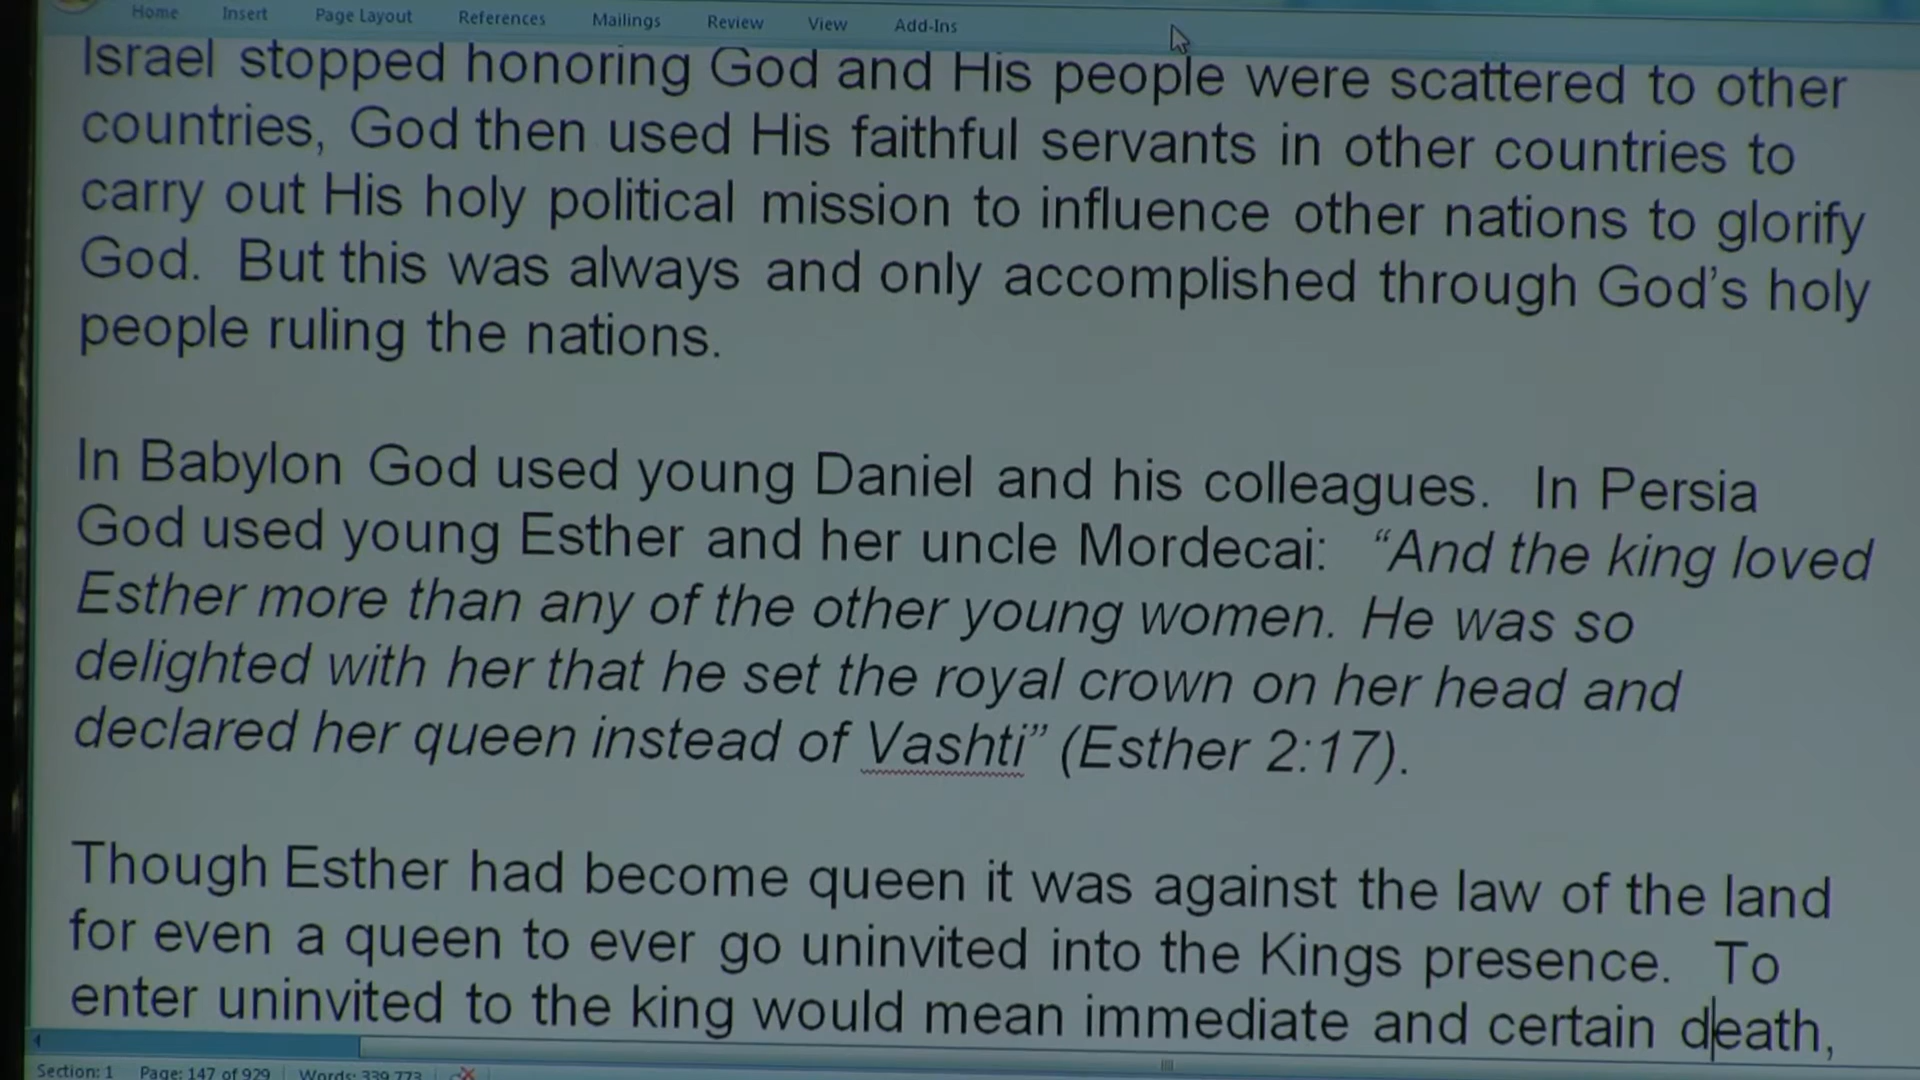 Home Insert Page Layout References Mailings Review View Add-Ins
Israel stopped honoring God and His people were scattered to other
countries, God then used His faithful servants in other countries to
carry out His holy political mission to influence other nations to glorify
God. But this was always and only accomplished through God's holy
people ruling the nations.
In Babylon God used young Daniel and his colleagues. In Persia
God used young Esther and her uncle Mordecai: “And the king loved
Esther more than any of the other young women. He was so
delighted with her that he set the royal crown on her head and
declared her queen instead of Vashti” (Esther 2:17).
Though Esther had become queen it was against the law of the land
for even a queen to ever go uninvited into the Kings presence. To
enter uninvited to the king would mean immediate and certain death,
Section: 1 Page: 147 of 929 Words: 339,773